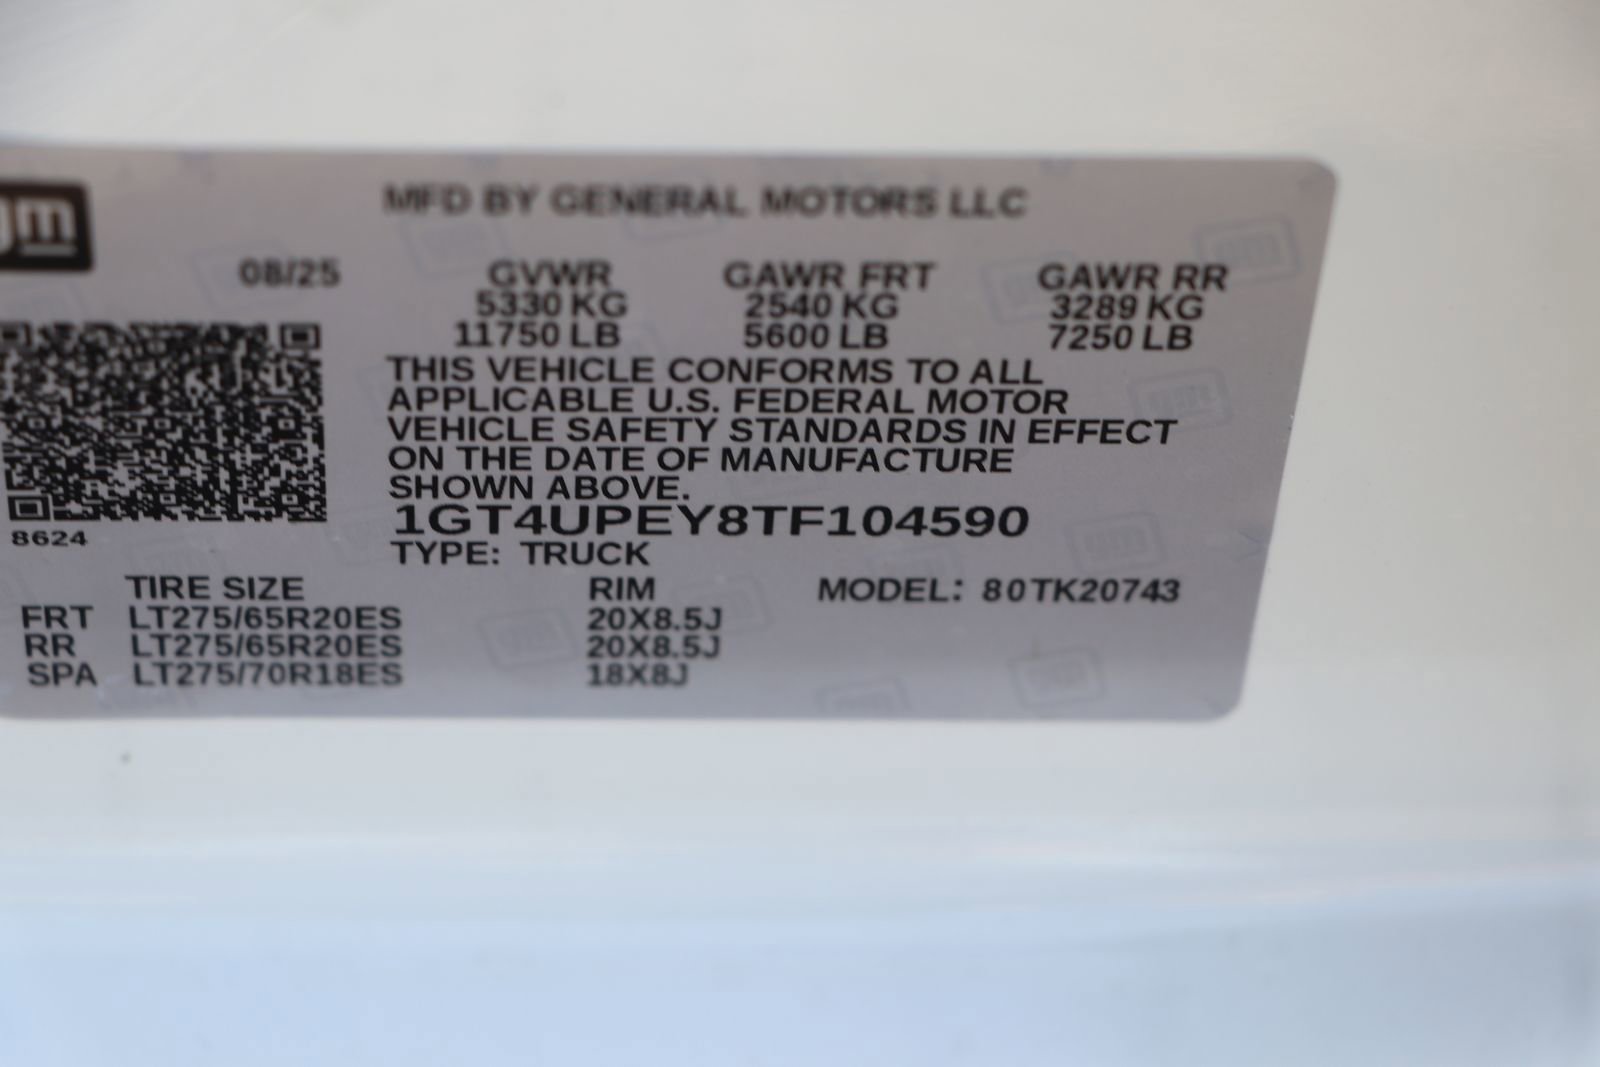 gm
MFD BY GENERAL MOTORS LLC
08/25 GVWR GAWR FRT GAWR RR
5330 KG 2540 KG 3289 KG
11750 LB 5600 LB 7250 LB
THIS VEHICLE CONFORMS TO ALL
APPLICABLE U.S. FEDERAL MOTOR
VEHICLE SAFETY STANDARDS IN EFFECT
ON THE DATE OF MANUFACTURE
SHOWN ABOVE.
1GT4UPEY8TF104590
8624
TYPE: TRUCK
TIRE SIZE RIM MODEL: 80TK20743
FRT LT275/65R20ES 20X8.5J
RR LT275/65R20ES 20X8.5J
SPA LT275/70R18ES 18X8J